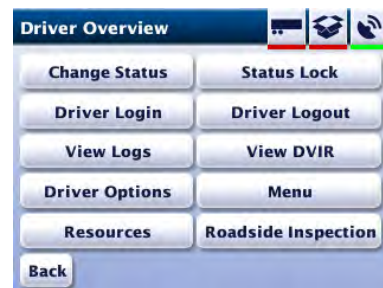 Driver Overview
Change Status
Status Lock
Driver Login
Driver Logout
View Logs
View DVIR
Driver Options
Menu
Resources
Roadside Inspection
Back